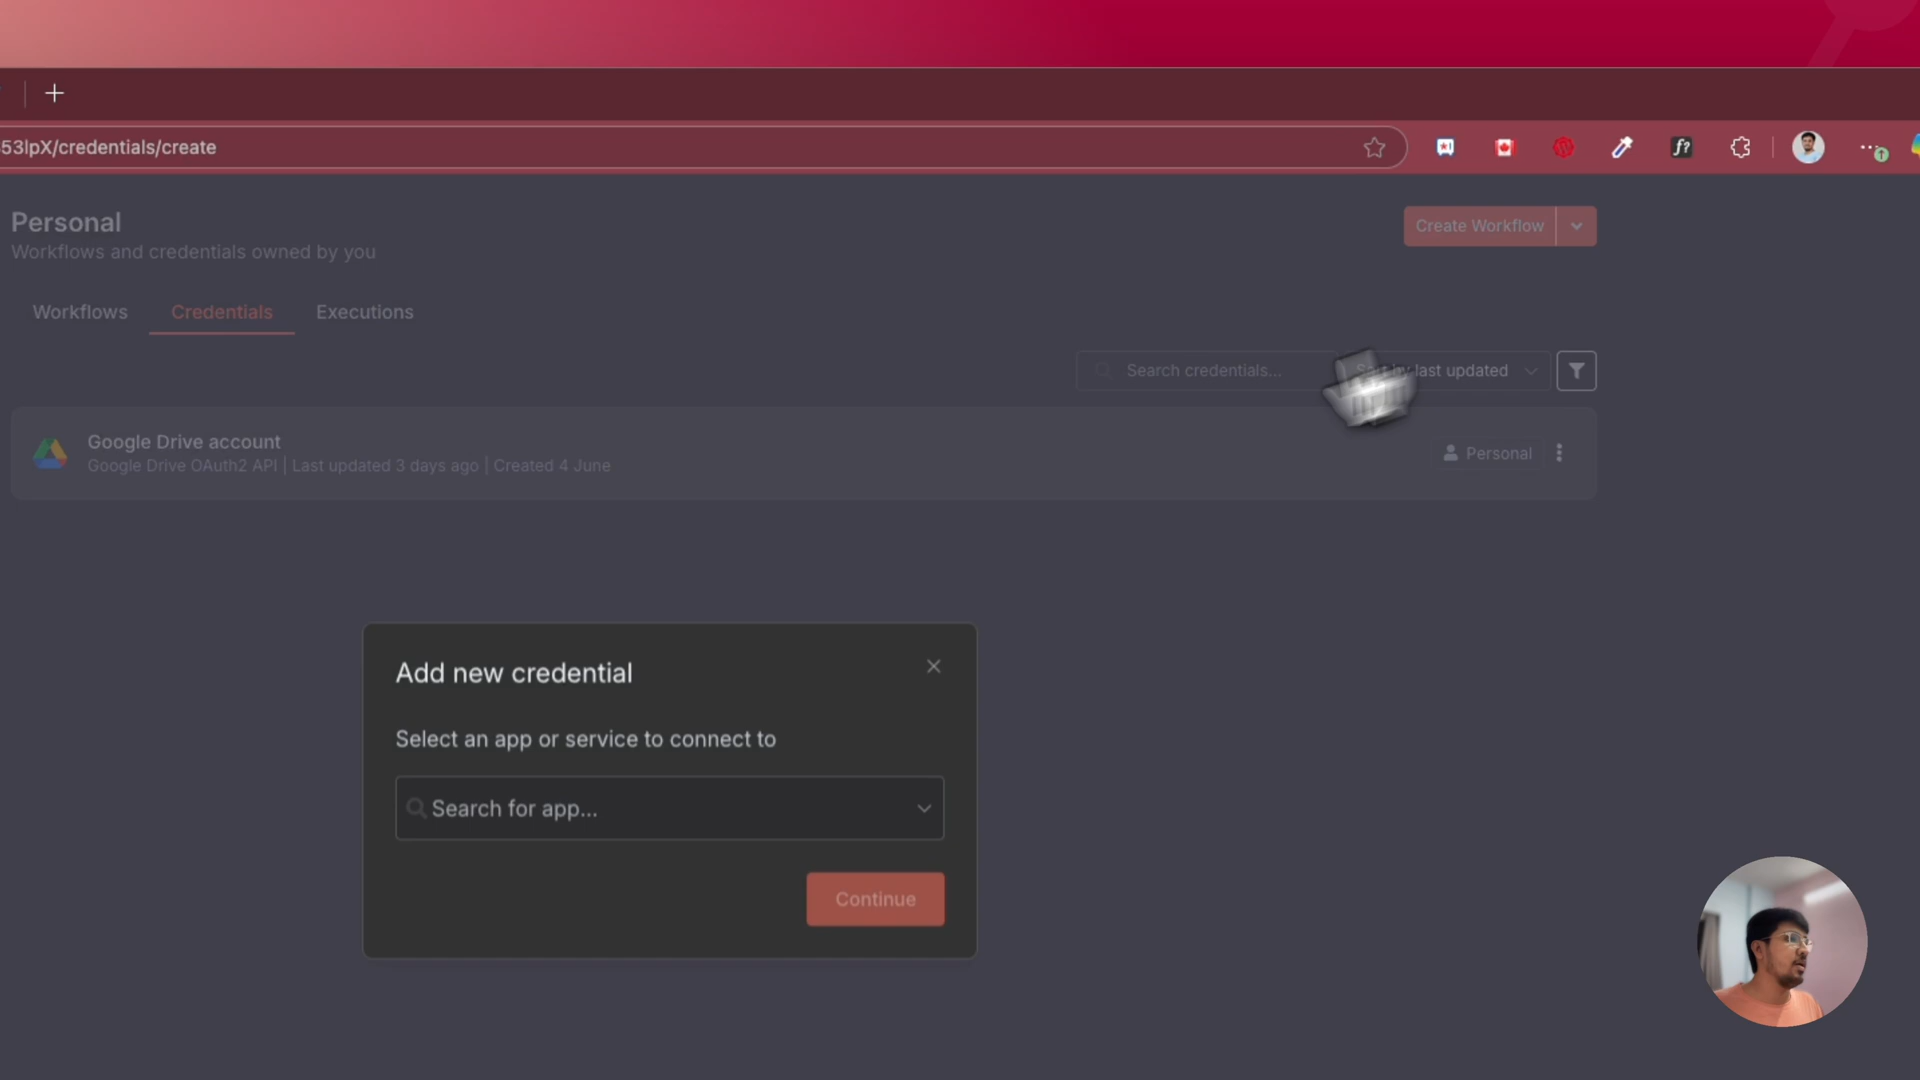 53lpX/credentials/create
f?
Personal
Create Workflow
Workflows and credentials owned by you
Workflows
Credentials
Executions
Search credentials...
Sort by last updated
Google Drive account
Google Drive OAuth2 API | Last updated 3 days ago | Created 4 June
Personal
Add new credential
Select an app or service to connect to
Search for app...
Continue